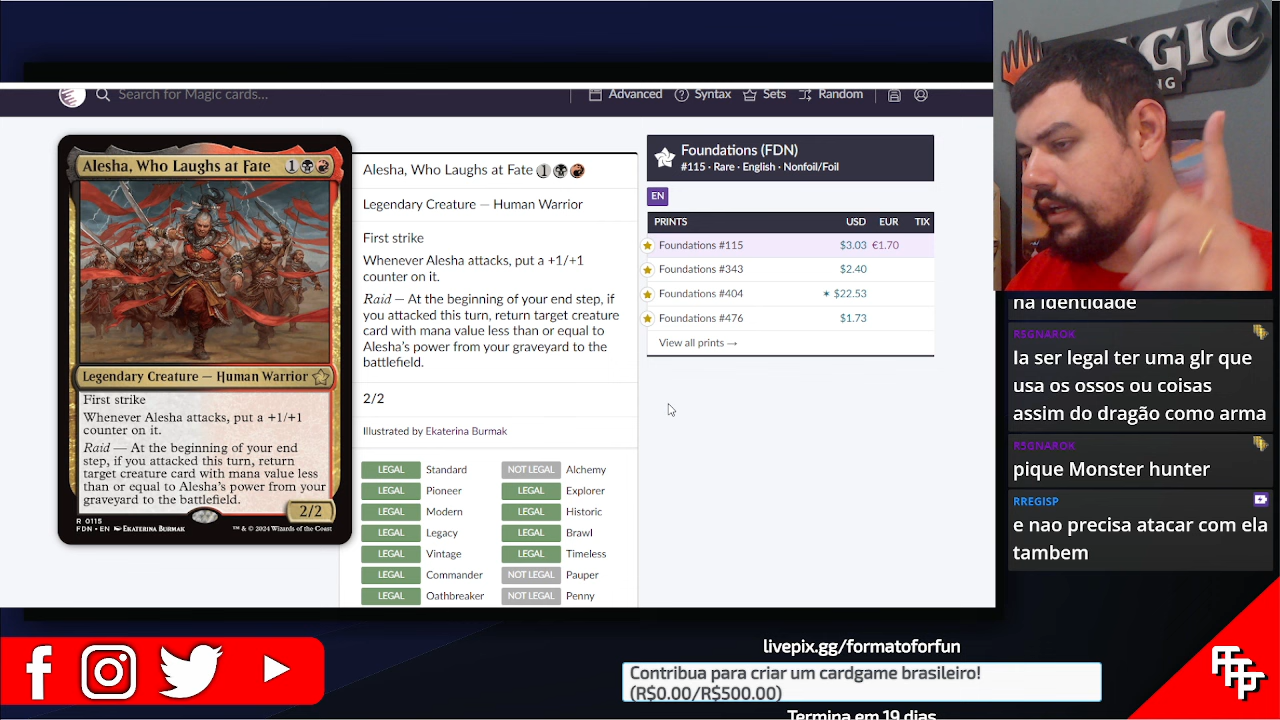 Search for Magic cards…
Advanced
Syntax
Sets
Random
Alesha, Who Laughs at Fate 1
Legendary Creature — Human Warrior
First strike
Whenever Alesha attacks, put a +1/+1
counter on it.
Raid — At the beginning of your end
step, if you attacked this turn, return
target creature card with mana value less
than or equal to Alesha's power from your
graveyard to the battlefield.
2/2
R 0115
FDN • EN EKATERINA BURMAK
™ & © 2024 Wizards of the Coast
Alesha, Who Laughs at Fate 1
Legendary Creature — Human Warrior
First strike
Whenever Alesha attacks, put a +1/+1
counter on it.
Raid — At the beginning of your end step, if
you attacked this turn, return target creature
card with mana value less than or equal to
Alesha's power from your graveyard to the
battlefield.
2/2
Illustrated by Ekaterina Burmak
LEGAL Standard NOT LEGAL Alchemy
LEGAL Pioneer LEGAL Explorer
LEGAL Modern LEGAL Historic
LEGAL Legacy LEGAL Brawl
LEGAL Vintage LEGAL Timeless
LEGAL Commander NOT LEGAL Pauper
LEGAL Oathbreaker NOT LEGAL Penny
Foundations (FDN)
#115 · Rare · English · Nonfoil/Foil
EN
PRINTS USD EUR TIX
Foundations #115 $3.03 €1.70
Foundations #343 $2.40
Foundations #404 $22.53
Foundations #476 $1.73
View all prints →
MAGIC
NG
na identidade
R5GNAROK
Ia ser legal ter uma glr que
usa os ossos ou coisas
assim do dragão como arma
R5GNAROK
pique Monster hunter
RREGISP
e nao precisa atacar com ela
tambem
livepix.gg/formatoforfun
Contribua para criar um cardgame brasileiro!
(R$0.00/R$500.00)
Termina em 19 dias
FFF